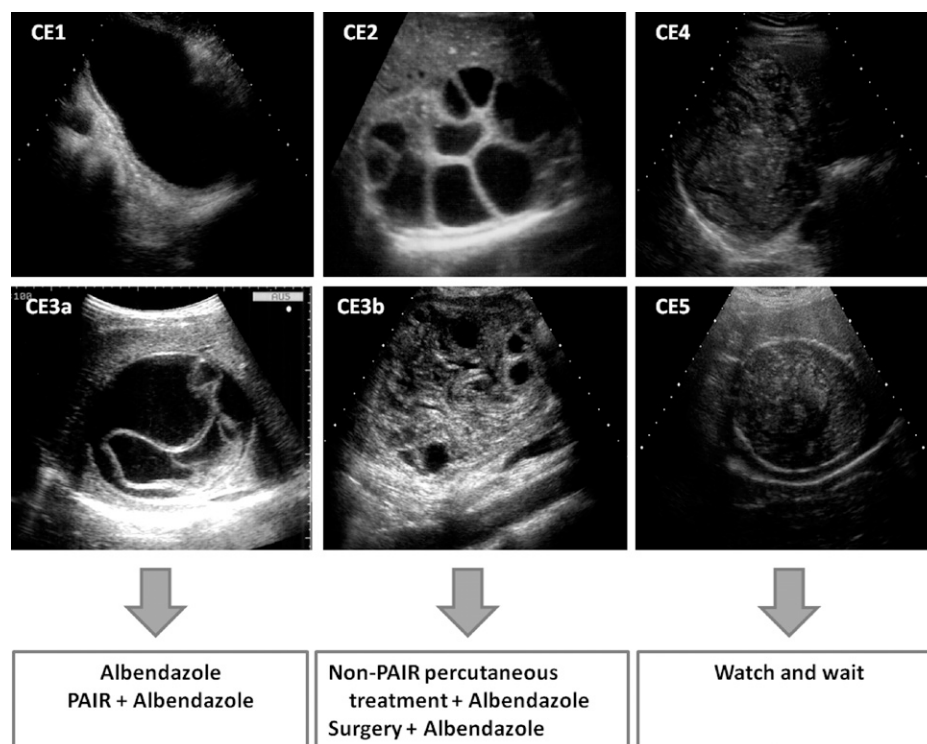 CE1
CE2
CE4
100
AUS
CE3a
CE3b
CE5
Albendazole
PAIR + Albendazole
Non-PAIR percutaneous
treatment + Albendazole
Surgery + Albendazole
Watch and wait